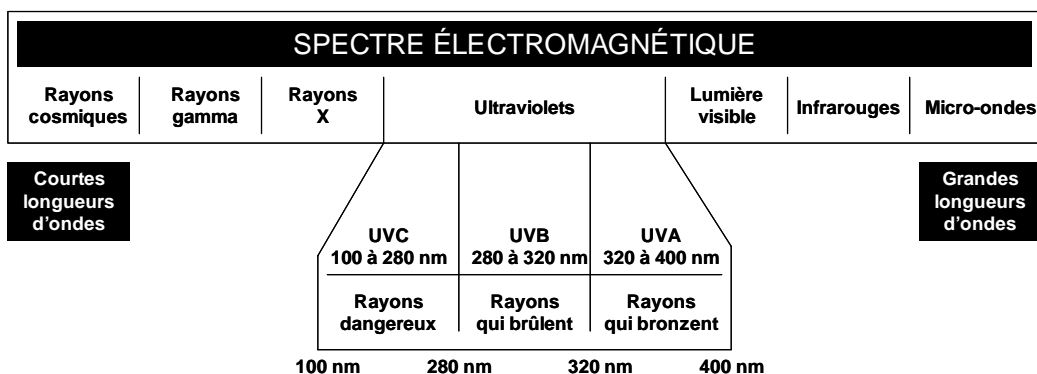 SPECTRE ÉLECTROMAGNÉTIQUE
Rayons
cosmiques
Rayons
gamma
Rayons
X
Ultraviolets
Lumière
visible
Infrarouges
Micro-ondes
Courtes
longueurs
d'ondes
Grandes
longueurs
d'ondes
UVC
100 à 280 nm
UVB
280 à 320 nm
UVA
320 à 400 nm
Rayons
dangereux
Rayons
qui brûlent
Rayons
qui bronzent
100 nm
280 nm
320 nm
400 nm